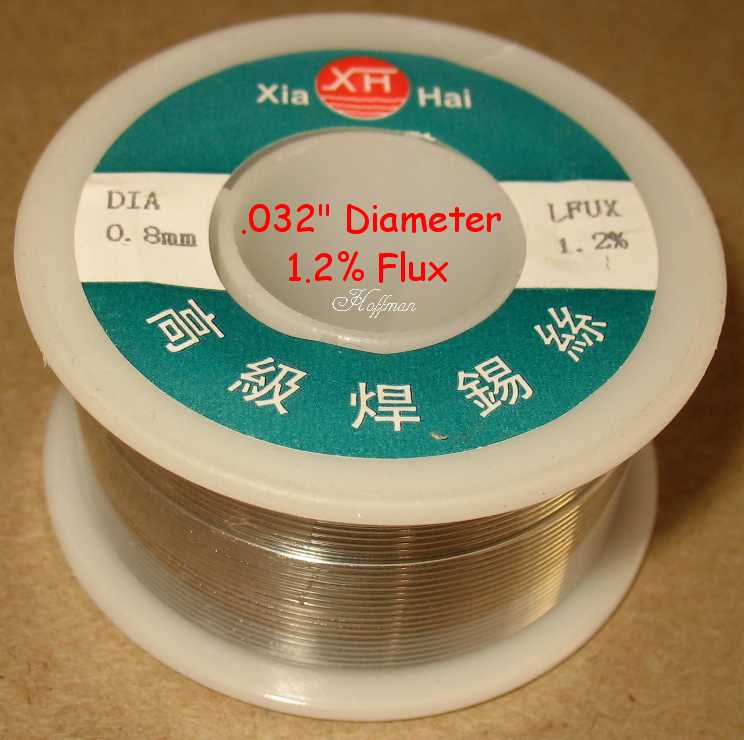 Xia XH Hai
DIA
0.8mm
.032" Diameter
1.2% Flux
Hoffman
LFUX
1.2%
高級焊錫絲